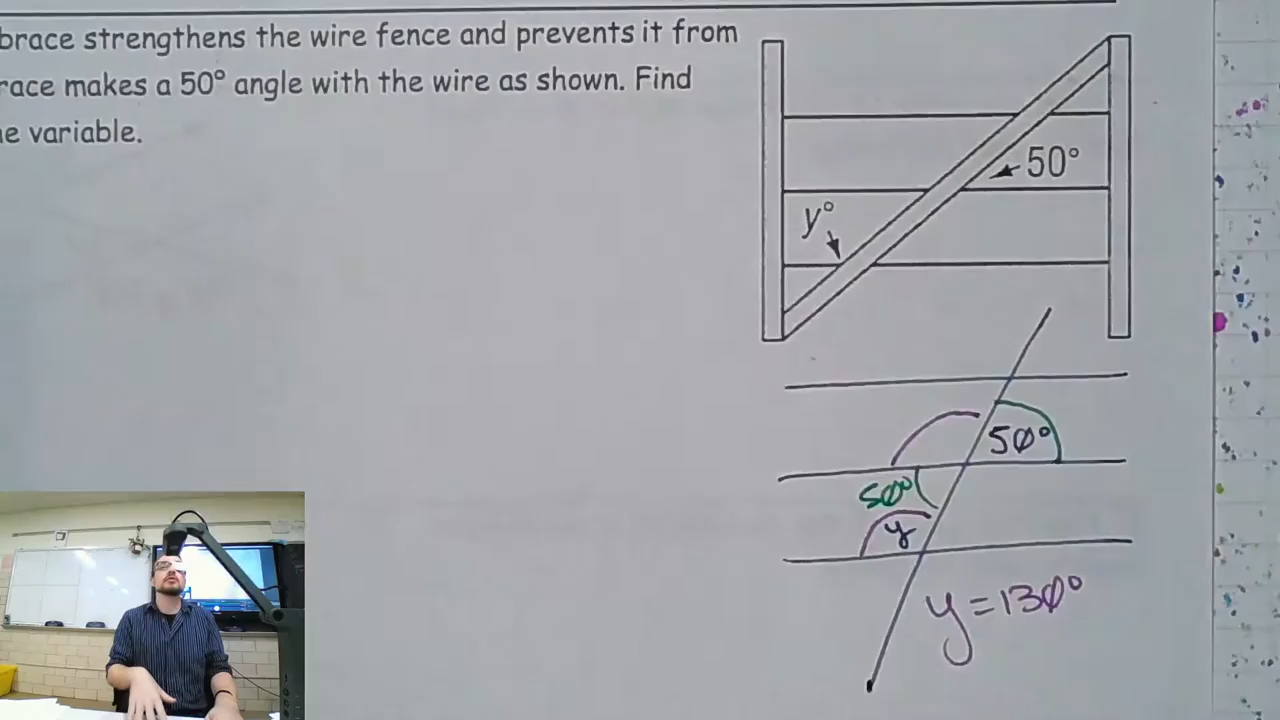 brace strengthens the wire fence and prevents it from
race makes a 50° angle with the wire as shown. Find
e variable.
50°
y°
50°
50°
y
y=130°